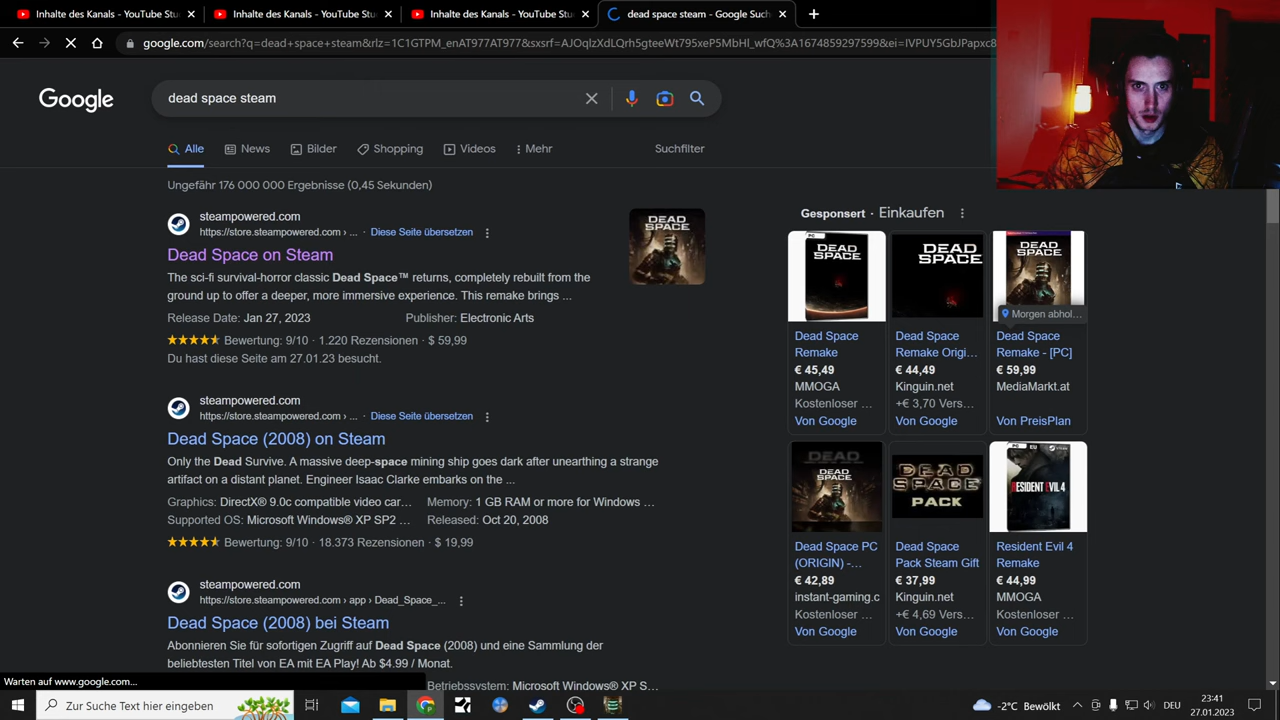 Inhalte des Kanals - YouTube Stu
Inhalte des Kanals - YouTube Stu
Inhalte des Kanals - YouTube Stu
dead space steam - Google Such
google.com/search?q=dead+space+steam&rlz=1C1GTPM_enAT977AT977&sxsrf=AJOqlzXdLQrh5gteeWt795xeP5MbHl_wfQ%3A1674859297599&ei=IVPUY5GbJPapxc8
Google
dead space steam
Alle
News
Bilder
Shopping
Videos
Mehr
Suchfilter
Ungefähr 176 000 000 Ergebnisse (0,45 Sekunden)
steampowered.com
https://store.steampowered.com › ... Diese Seite übersetzen
Dead Space on Steam
The sci-fi survival-horror classic Dead Space™ returns, completely rebuilt from the
ground up to offer a deeper, more immersive experience. This remake brings ...
Release Date: Jan 27, 2023 Publisher: Electronic Arts
Bewertung: 9/10 · 1.220 Rezensionen · $ 59,99
Du hast diese Seite am 27.01.23 besucht.
DEAD
SPACE
steampowered.com
https://store.steampowered.com › ... Diese Seite übersetzen
Dead Space (2008) on Steam
Only the Dead Survive. A massive deep-space mining ship goes dark after unearthing a strange
artifact on a distant planet. Engineer Isaac Clarke embarks on the ...
Graphics: DirectX® 9.0c compatible video car... Memory: 1 GB RAM or more for Windows ...
Supported OS: Microsoft Windows® XP SP2 ... Released: Oct 20, 2008
Bewertung: 9/10 · 18.373 Rezensionen · $ 19,99
steampowered.com
https://store.steampowered.com › app › Dead_Space_...
Dead Space (2008) bei Steam
Abonnieren Sie für sofortigen Zugriff auf Dead Space (2008) und eine Sammlung der
beliebtesten Titel von EA mit EA Play! Ab $4.99 / Monat.
Betriebssystem: Microsoft Windows® XP S...
Gesponsert · Einkaufen
DEAD
SPACE
DEAD
SPACE
DEAD
SPACE
Morgen abhol...
Dead Space
Remake
€ 45,49
MMOGA
Kostenloser ...
Von Google
Dead Space
Remake Origi...
€ 44,49
Kinguin.net
+€ 3,70 Vers...
Von Google
Dead Space
Remake - [PC]
€ 59,99
MediaMarkt.at
Von PreisPlan
DEAD
SPACE
DEAD
SPACE
PACK
RESIDENT EVIL 4
Dead Space PC
(ORIGIN) -...
€ 42,89
instant-gaming.c
Kostenloser ...
Von Google
Dead Space
Pack Steam Gift
€ 37,99
Kinguin.net
+€ 4,69 Vers...
Von Google
Resident Evil 4
Remake
€ 44,99
MMOGA
Kostenloser ...
Von Google
Warten auf www.google.com...
Zur Suche Text hier eingeben
-2°C Bewölkt
DEU
23:41
27.01.2023